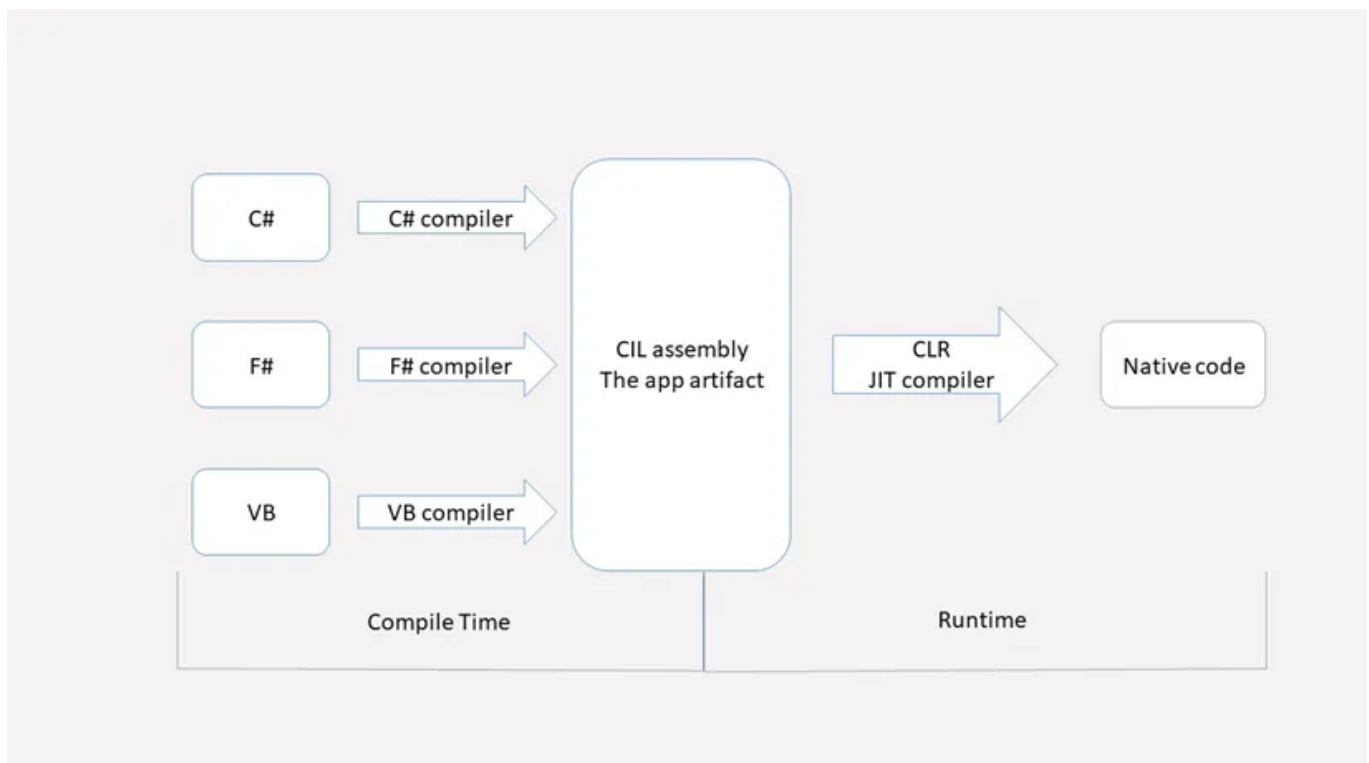 C#
C# compiler
F#
F# compiler
CIL assembly
The app artifact
CLR
JIT compiler
Native code
VB
VB compiler
Compile Time
Runtime